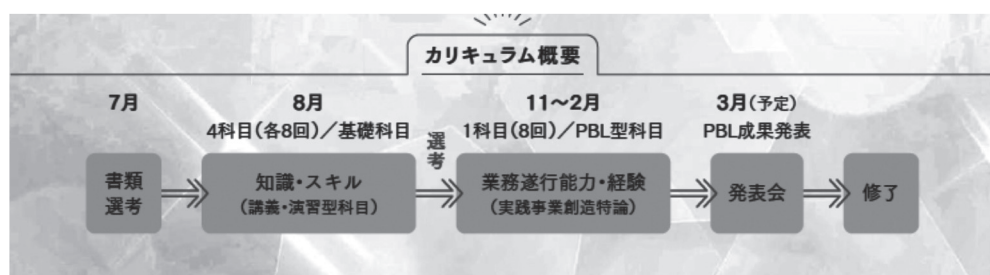 カリキュラム概要
7月
8月
11～2月
3月(予定)
4科目(各8回)／基礎科目
選考
1科目(8回)／PBL型科目
PBL成果発表
書類
選考
知識・スキル
(講義・演習型科目)
業務遂行能力・経験
(実践事業創造特論)
発表会
修了